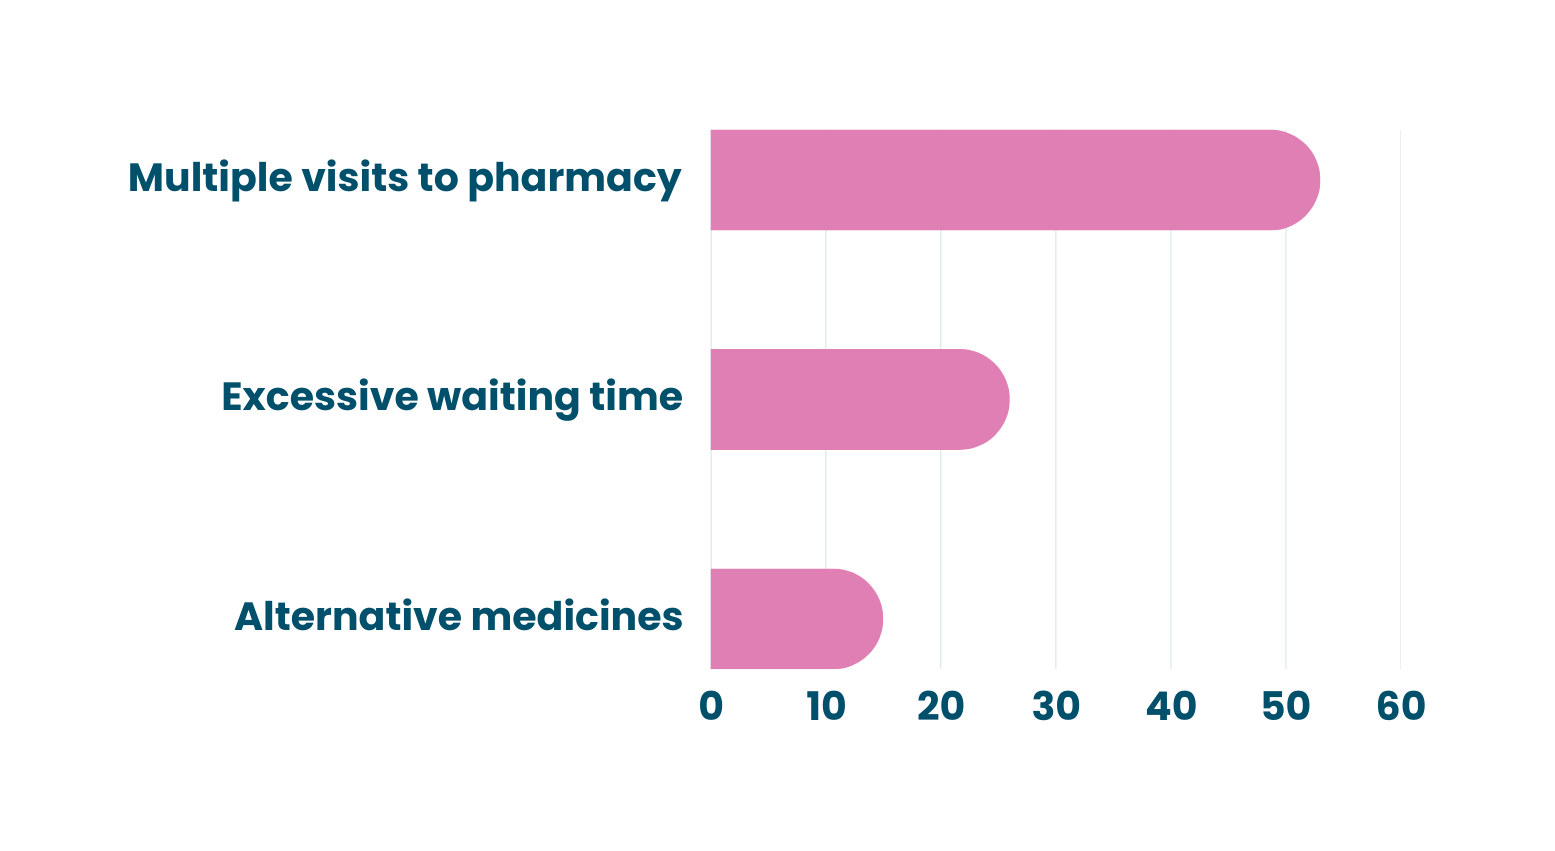 Multiple visits to pharmacy
Excessive waiting time
Alternative medicines
0 10 20 30 40 50 60